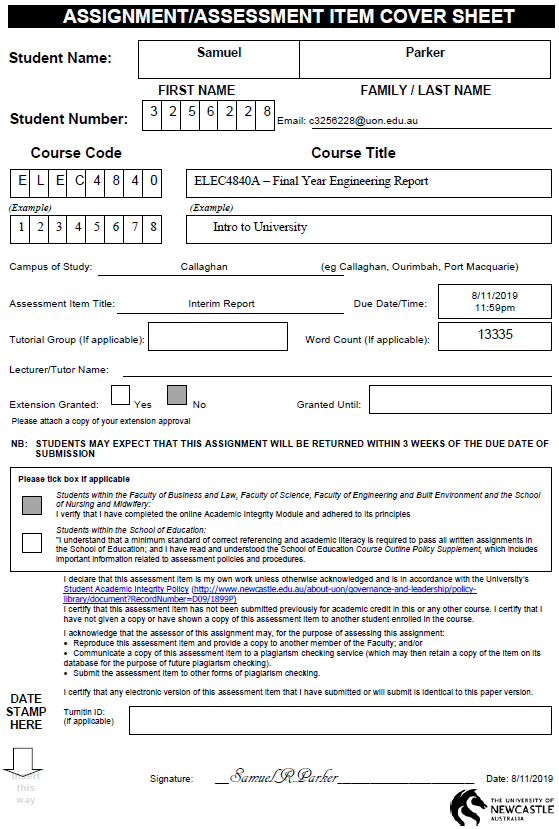 ASSIGNMENT/ASSESSMENT ITEM COVER SHEET
Student Name: Samuel Parker
FIRST NAME FAMILY / LAST NAME
Student Number: 3 2 5 6 2 2 8 Email: c3256228@uon.edu.au
Course Code Course Title
E L E C 4 8 4 0 ELEC4840A – Final Year Engineering Report
(Example) (Example)
1 2 3 4 5 6 7 8 Intro to University
Campus of Study: Callaghan (eg Callaghan, Ourimbah, Port Macquarie)
Assessment Item Title: Interim Report Due Date/Time: 8/11/2019
11:59pm
Tutorial Group (If applicable): Word Count (If applicable): 13335
Lecturer/Tutor Name:
Extension Granted: Yes No Granted Until:
Please attach a copy of your extension approval
NB: STUDENTS MAY EXPECT THAT THIS ASSIGNMENT WILL BE RETURNED WITHIN 3 WEEKS OF THE DUE DATE OF
SUBMISSION
Please tick box if applicable
Students within the Faculty of Business and Law, Faculty of Science, Faculty of Engineering and Built Environment and the School
of Nursing and Midwifery:
I verify that I have completed the online Academic Integrity Module and adhered to its principles
Students within the School of Education:
"I understand that a minimum standard of correct referencing and academic literacy is required to pass all written assignments in
the School of Education; and I have read and understood the School of Education Course Outline Policy Supplement, which includes
important information related to assessment policies and procedures.
I declare that this assessment item is my own work unless otherwise acknowledged and is in accordance with the University's
Student Academic Integrity Policy (http://www.newcastle.edu.au/about-uon/governance-and-leadership/policy-
library/document?RecordNumber=D09/1899P)
I certify that this assessment item has not been submitted previously for academic credit in this or any other course. I certify that I
have not given a copy or have shown a copy of this assessment item to another student enrolled in the course.
I acknowledge that the assessor of this assignment may, for the purpose of assessing this assignment:
• Reproduce this assessment item and provide a copy to another member of the Faculty; and/or
• Communicate a copy of this assessment item to a plagiarism checking service (which may then retain a copy of the item on its
database for the purpose of future plagiarism checking).
• Submit the assessment item to other forms of plagiarism checking.
I certify that any electronic version of this assessment item that I have submitted or will submit is identical to this paper version.
DATE
STAMP
HERE
Turnitin ID:
(if applicable)
Insert
this
way
Signature: Samuel R Parker Date: 8/11/2019
THE UNIVERSITY OF
NEWCASTLE
AUSTRALIA